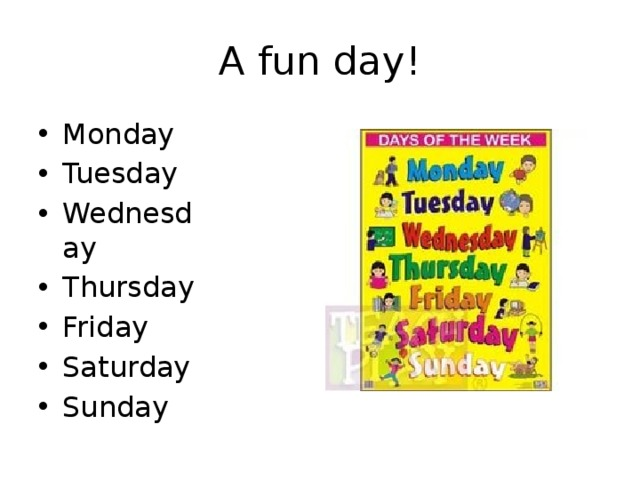 A fun day!
• Monday
• Tuesday
• Wednesd
ay
• Thursday
• Friday
• Saturday
• Sunday
DAYS OF THE WEEK
Monday
Tuesday
Wednesday
Thursday
Friday
Saturday
Sunday